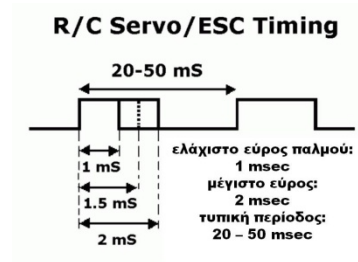 R/C Servo/ESC Timing
20-50 mS
1 mS
1.5 mS
2 mS
ελάχιστο εύρος παλμού:
1 msec
μέγιστο εύρος:
2 msec
τυπική περίοδος:
20 – 50 msec